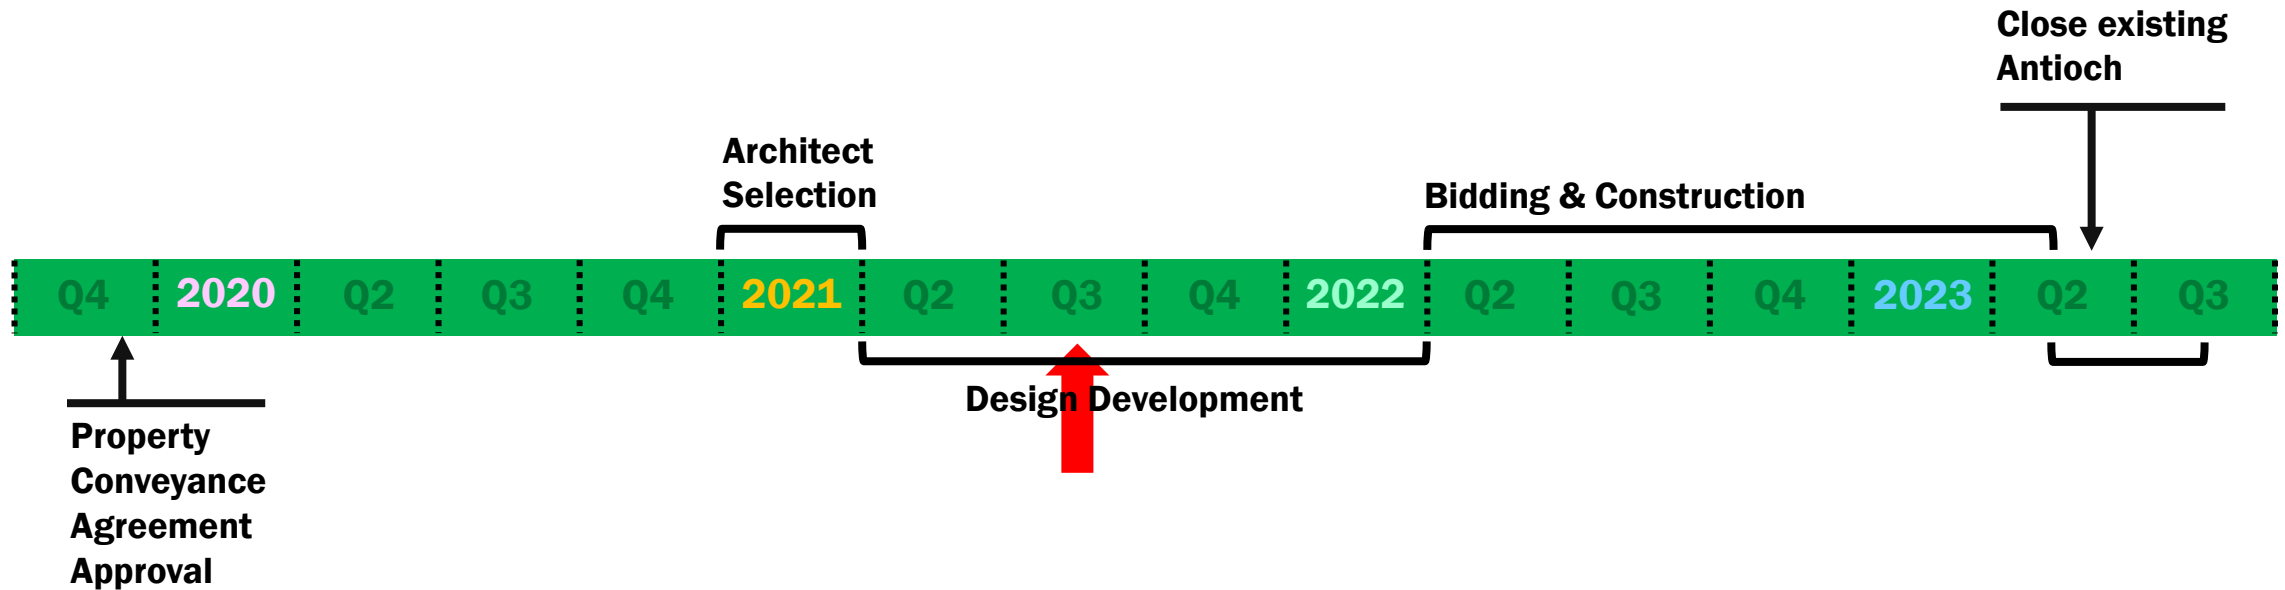 Close existing
Antioch
Architect
Selection
Bidding & Construction
Q4 2020 Q2 Q3 Q4 2021 Q2 Q3 Q4 2022 Q2 Q3 Q4 2023 Q2 Q3
Design Development
Property
Conveyance
Agreement
Approval